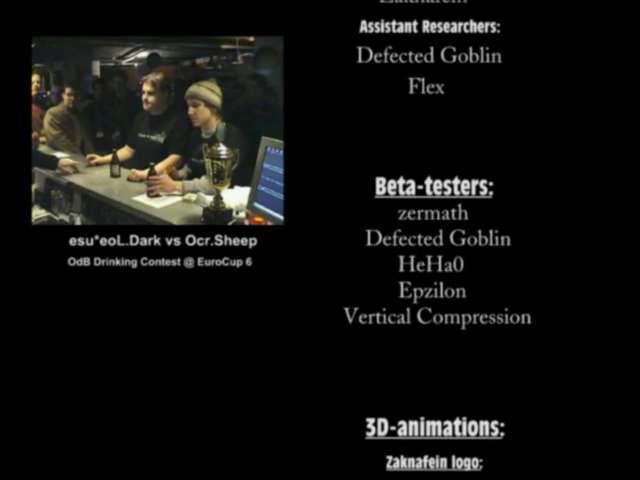 Zaknafein
Assistant Researchers:
Defected Goblin
Flex
esu*eoL.Dark vs Ocr.Sheep
OdB Drinking Contest @ EuroCup 6
Beta-testers:
zermath
Defected Goblin
HeHa0
Epzilon
Vertical Compression
3D-animations:
Zaknafein logo: